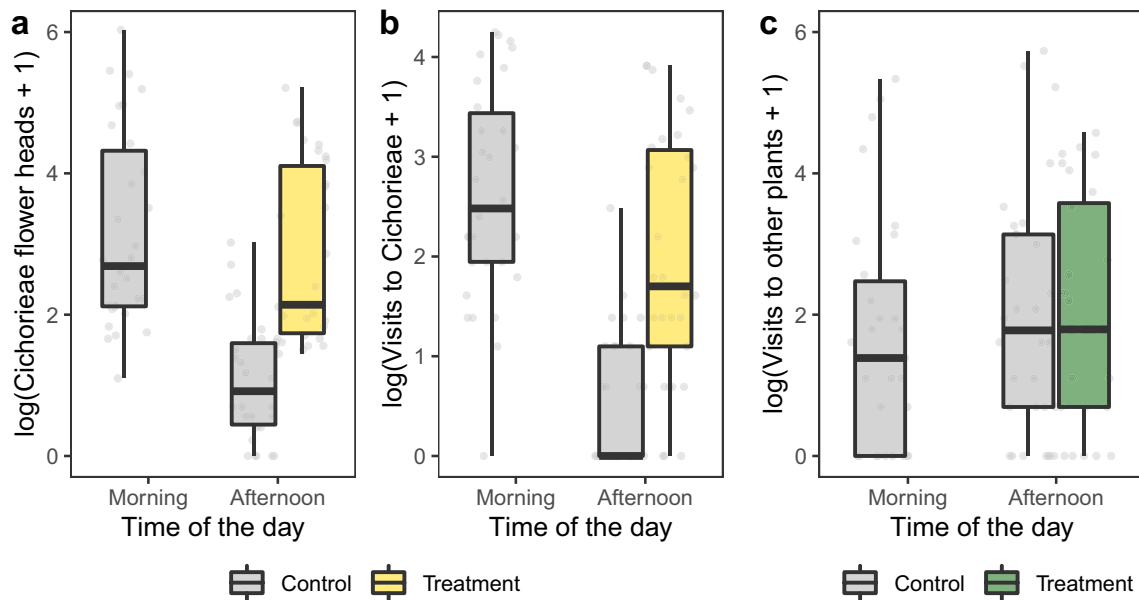 a
log(Cichorieae flower heads + 1)
6
4
2
0
Morning
Afternoon
Time of the day
b
log(Visits to Cichorieae + 1)
4
3
2
1
0
Morning
Afternoon
Time of the day
c
log(Visits to other plants + 1)
6
4
2
0
Morning
Afternoon
Time of the day
Control
Treatment
Control
Treatment